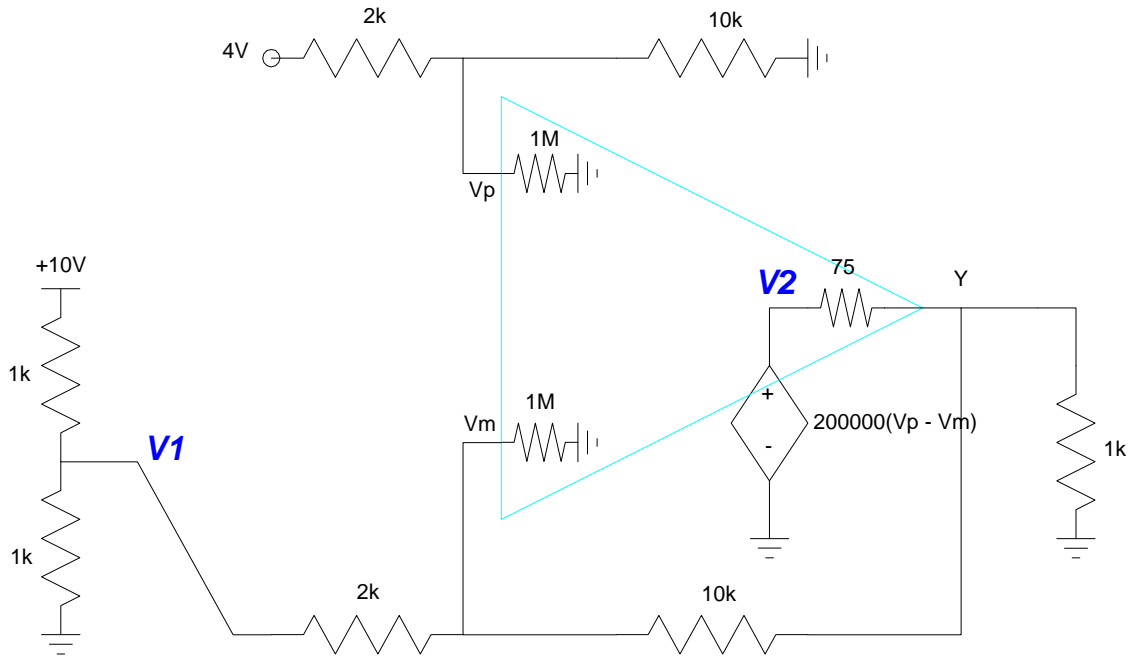 2k
10k
4V
1M
Vp
+10V
V2
75
Y
1k
1M
Vm
+
200000(Vp - Vm)
-
V1
1k
1k
2k
10k